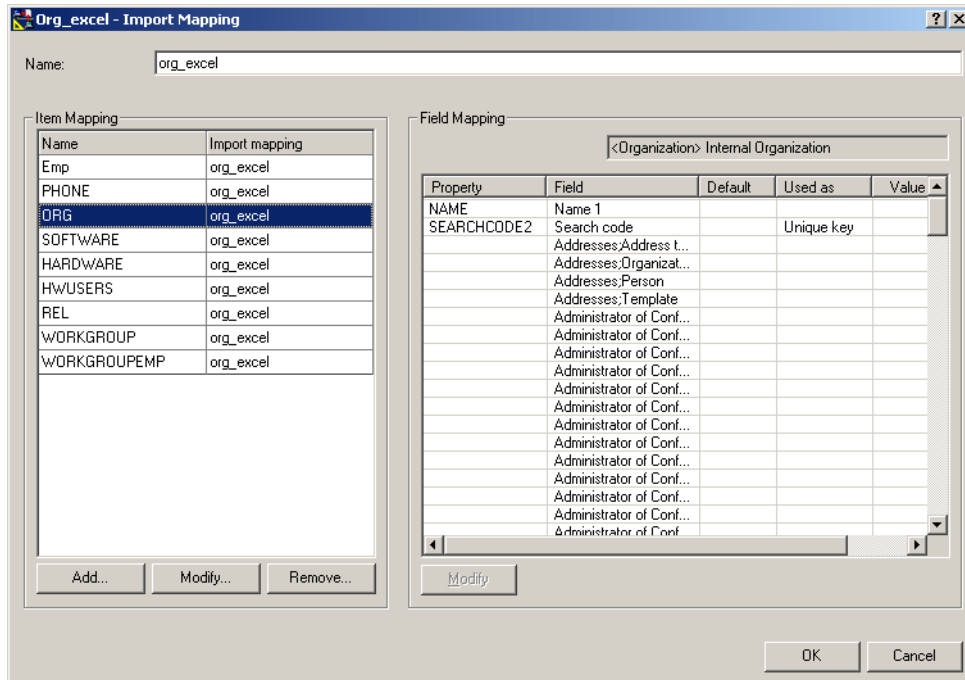 Org_excel - Import Mapping
Name: org_excel
Item Mapping
Name Import mapping
Emp org_excel
PHONE org_excel
ORG org_excel
SOFTWARE org_excel
HARDWARE org_excel
HWUSERS org_excel
REL org_excel
WORKGROUP org_excel
WORKGROUPEMP org_excel
Add... Modify... Remove...
Field Mapping
<Organization> Internal Organization
Property Field Default Used as Value
NAME Name 1
SEARCHCODE2 Search code Unique key
Addresses;Address t...
Addresses;Organizat...
Addresses;Person
Addresses;Template
Administrator of Conf...
Administrator of Conf...
Administrator of Conf...
Administrator of Conf...
Administrator of Conf...
Administrator of Conf...
Administrator of Conf...
Administrator of Conf...
Administrator of Conf...
Administrator of Conf...
Administrator of Conf...
Administrator of Conf...
Administrator of Conf
Modify
OK Cancel